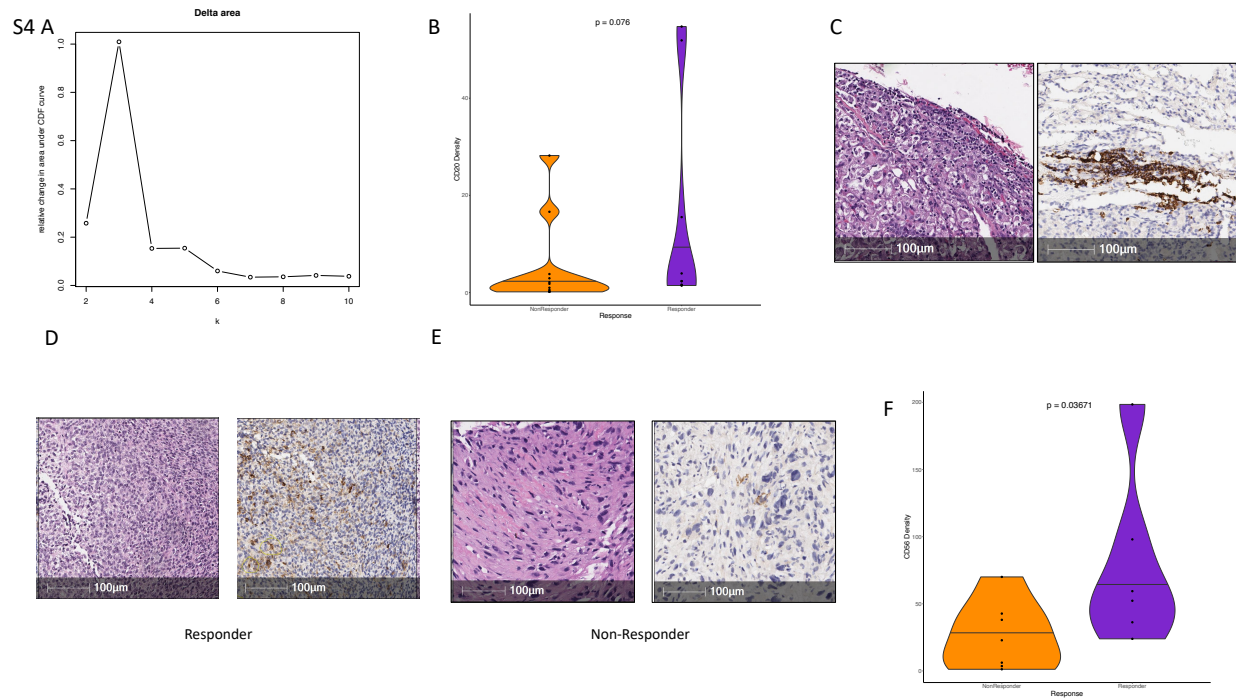 S4 A
Delta area
relative change in area under CDF curve
1.0
0.8
0.6
0.4
0.2
0.0
2 4 6 8 10
k
B
p = 0.076
CD20 Density
40
20
0
NonResponder Responder
Response
C
100µm
100µm
D
100µm
100µm
Responder
E
100µm
100µm
Non-Responder
F
p = 0.03671
CD56 Density
200
150
100
50
0
NonResponder Responder
Response